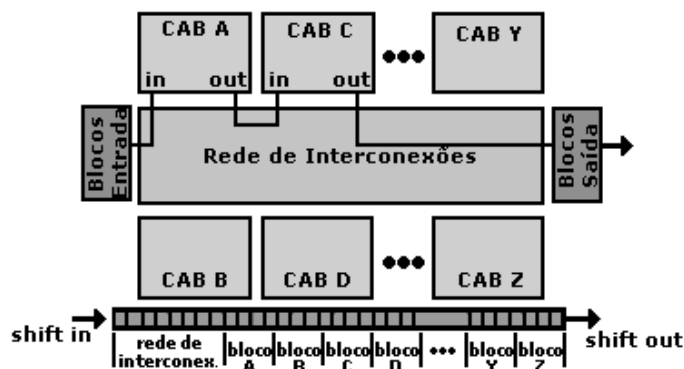 CAB A
CAB C
CAB Y
in out
in out
Blocos
Entrada
Rede de Interconexões
Blocos
Saída
CAB B
CAB D
CAB Z
shift in
shift out
rede de
interconex.
bloco
A
bloco
B
bloco
C
bloco
D
bloco
Y
bloco
Z